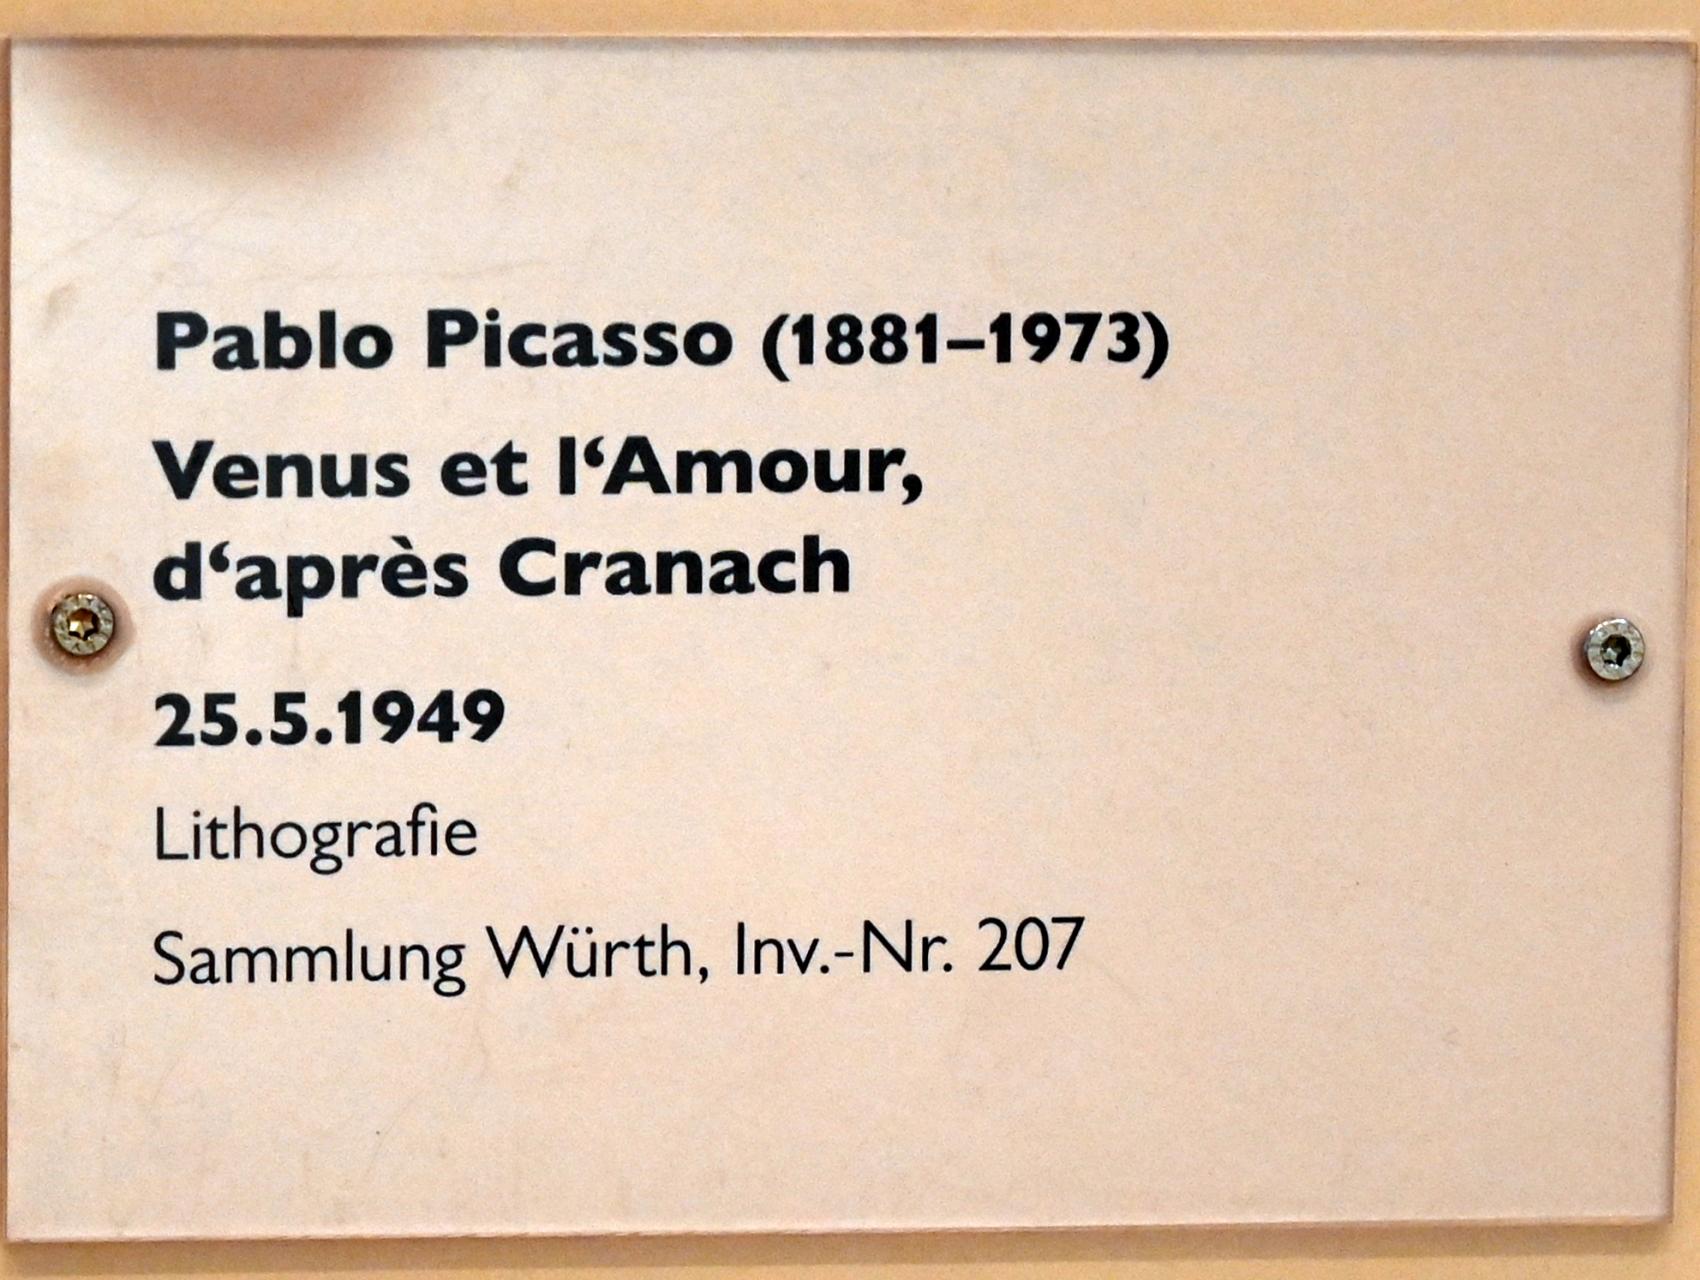 Pablo Picasso (1881–1973)
Venus et l‘Amour,
d‘après Cranach
25.5.1949
Lithografie
Sammlung Würth, Inv.-Nr. 207